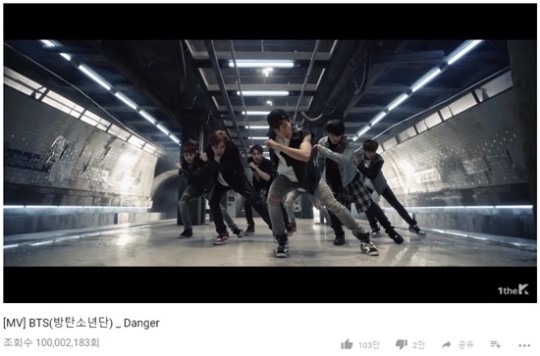 1theK
[MV] BTS(방탄소년단) _ Danger
조회수 100,002,183회
103만 2만 공유